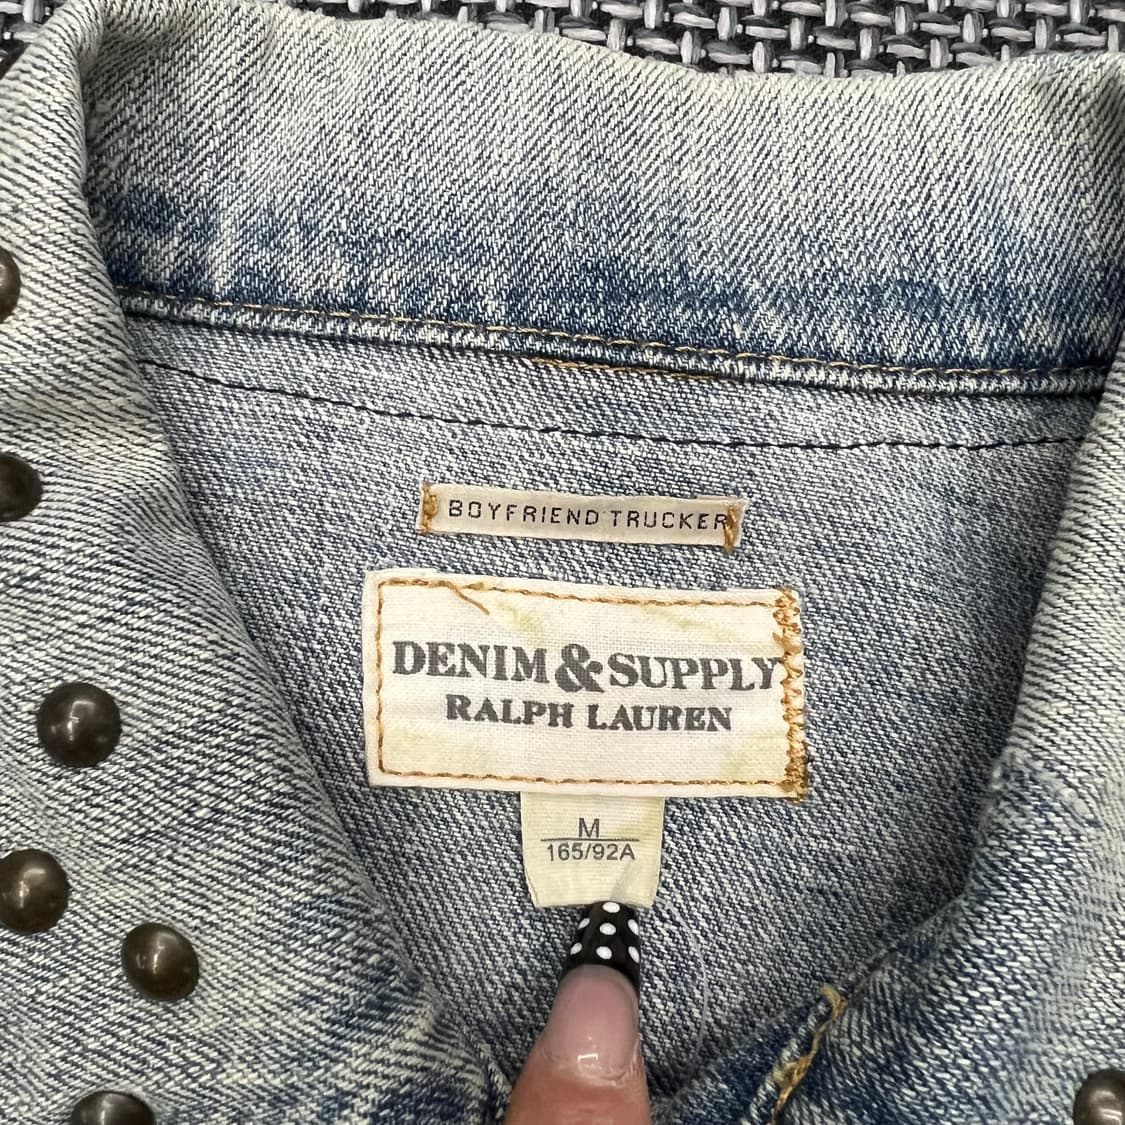 BOYFRIEND TRUCKER
DENIM & SUPPLY
RALPH LAUREN
M
165/92A